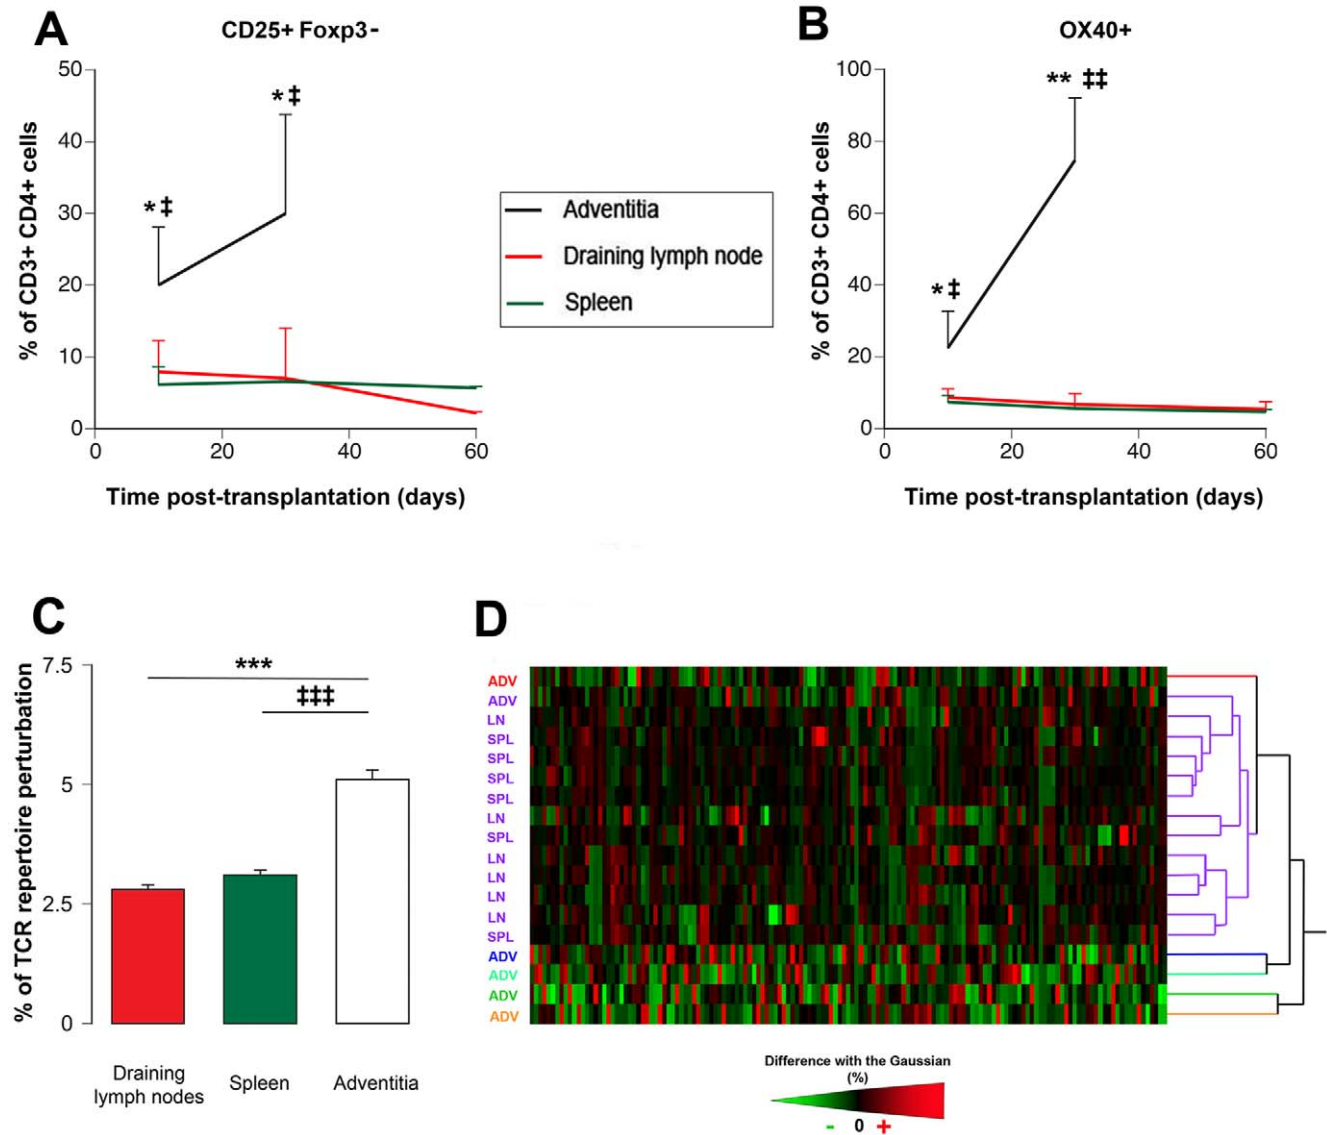 A
CD25+ Foxp3-
50
40
30
20
10
0
* ‡
* ‡
% of CD3+ CD4+ cells
0 20 40 60
Time post-transplantation (days)
Adventitia
Draining lymph node
Spleen
B
OX40+
100
80
60
40
20
0
* ‡
** ‡‡
% of CD3+ CD4+ cells
0 20 40 60
Time post-transplantation (days)
C
7.5
5
2.5
0
***
‡‡‡
% of TCR repertoire perturbation
Draining
lymph nodes
Spleen
Adventitia
D
ADV
ADV
LN
SPL
SPL
SPL
SPL
LN
SPL
LN
LN
LN
LN
SPL
ADV
ADV
ADV
ADV
Difference with the Gaussian
(%)
- 0 +